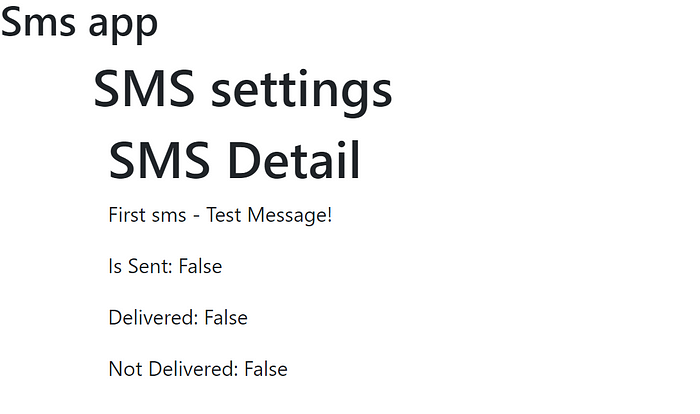 Sms app
SMS settings
SMS Detail
First sms - Test Message!
Is Sent: False
Delivered: False
Not Delivered: False